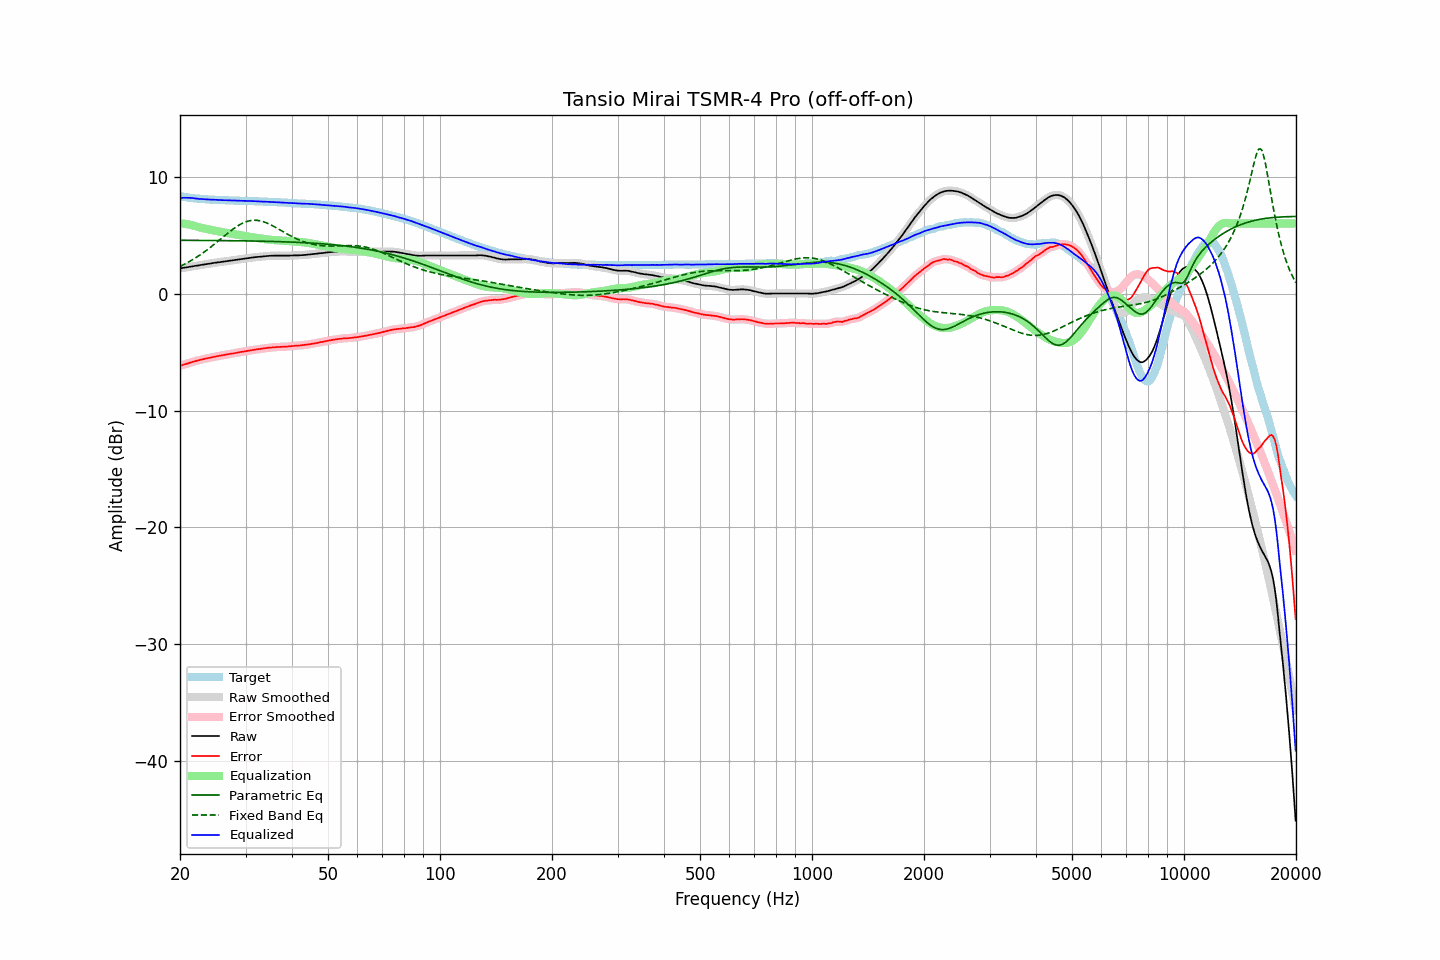 Tansio Mirai TSMR-4 Pro (off-off-on)
Amplitude (dBr)
10
0
−10
−20
−30
−40
Target
Raw Smoothed
Error Smoothed
Raw
Error
Equalization
Parametric Eq
Fixed Band Eq
Equalized
20 50 100 200 500 1000 2000 5000 10000 20000
Frequency (Hz)